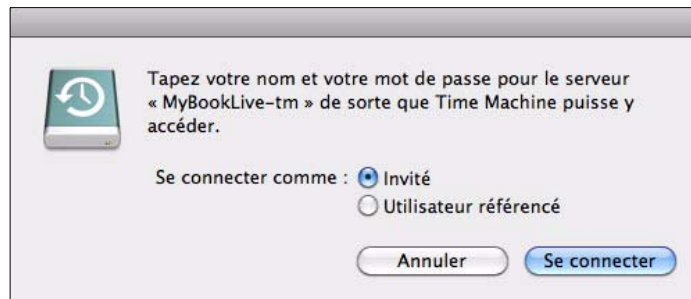 Tapez votre nom et votre mot de passe pour le serveur
« MyBookLive-tm » de sorte que Time Machine puisse y
accéder.
Se connecter comme : Invité
Utilisateur référencé
Annuler Se connecter